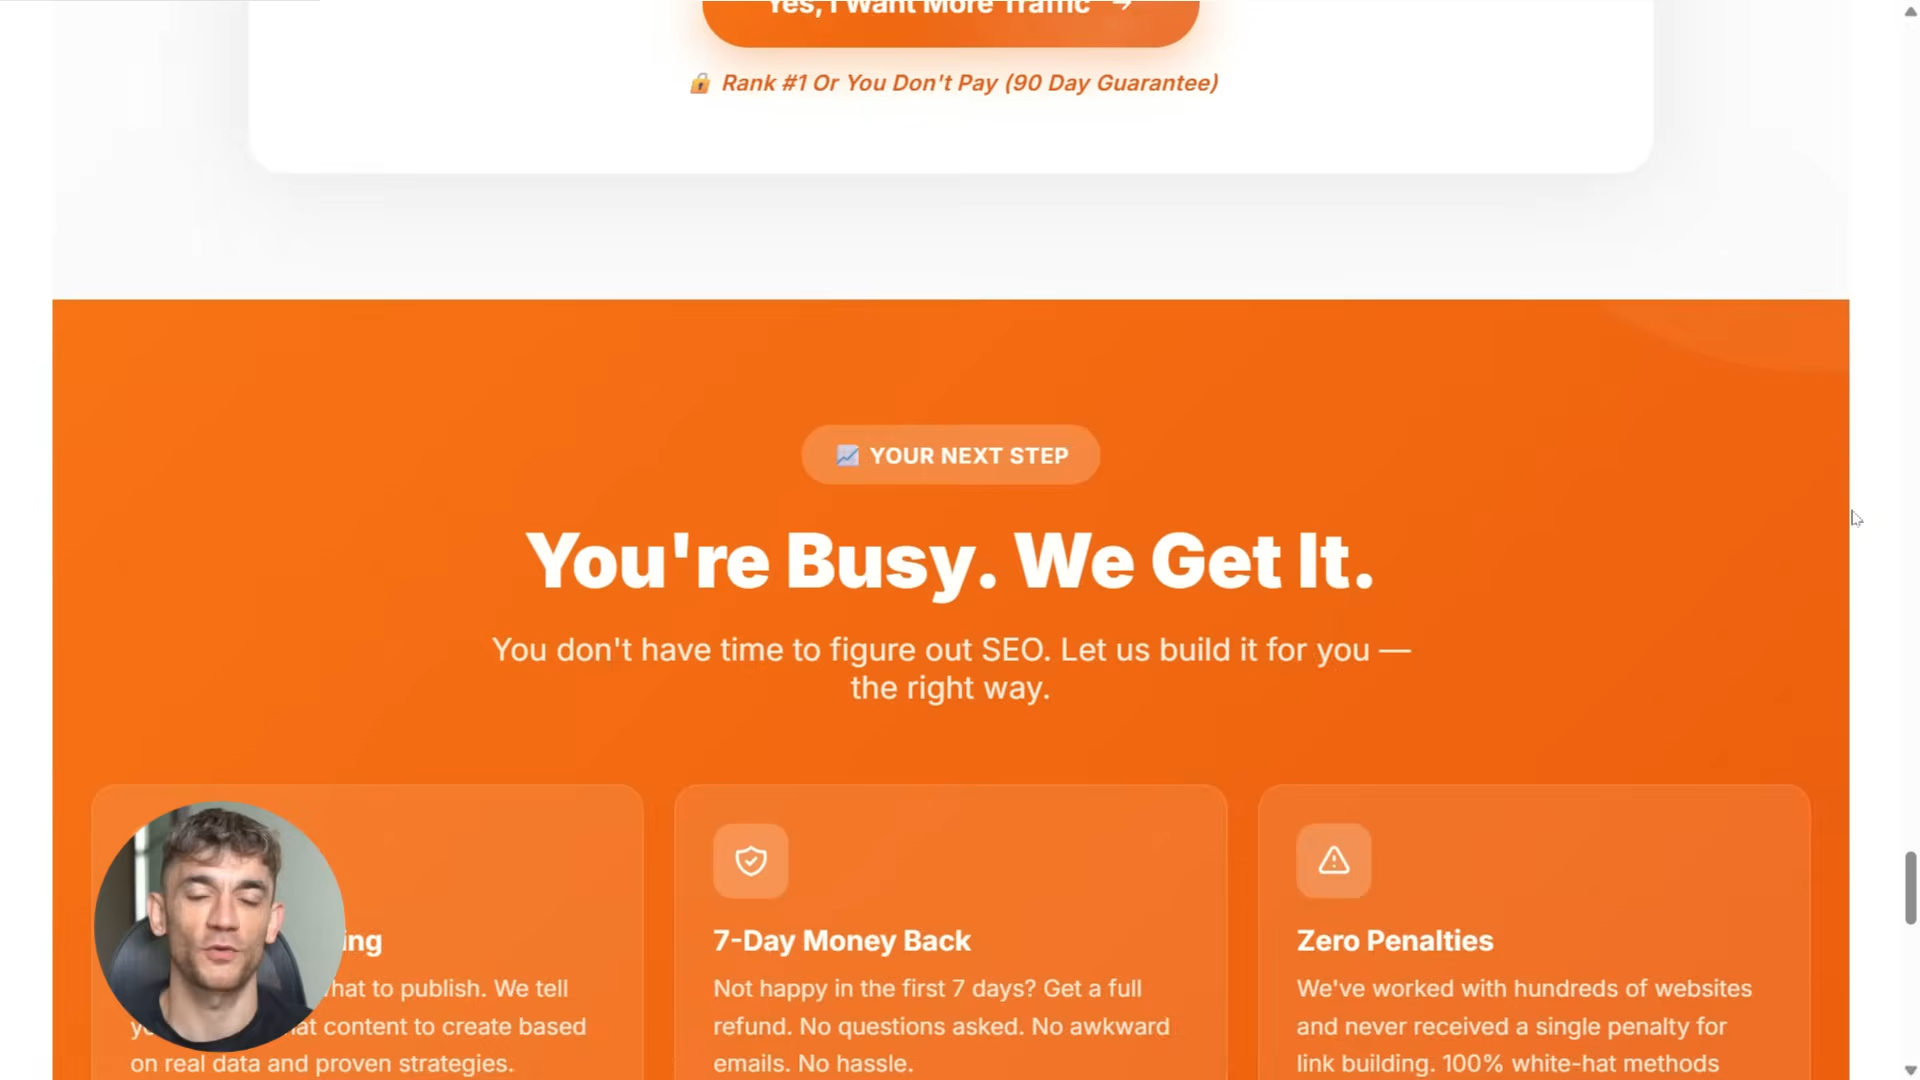 Yes, I Want More Traffic →
🔒 Rank #1 Or You Don't Pay (90 Day Guarantee)
📈 YOUR NEXT STEP
You're Busy. We Get It.
You don't have time to figure out SEO. Let us build it for you —
the right way.
to publish. We tell
content to create based
on real data and proven strategies.
7-Day Money Back
Not happy in the first 7 days? Get a full
refund. No questions asked. No awkward
emails. No hassle.
Zero Penalties
We've worked with hundreds of websites
and never received a single penalty for
link building. 100% white-hat methods